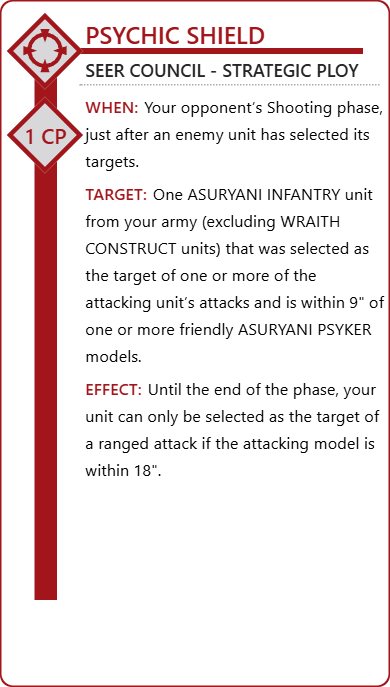 PSYCHIC SHIELD
SEER COUNCIL - STRATEGIC PLOY
1 CP
WHEN: Your opponent’s Shooting phase,
just after an enemy unit has selected its
targets.
TARGET: One ASURYANI INFANTRY unit
from your army (excluding WRAITH
CONSTRUCT units) that was selected as
the target of one or more of the
attacking unit’s attacks and is within 9" of
one or more friendly ASURYANI PSYKER
models.
EFFECT: Until the end of the phase, your
unit can only be selected as the target of
a ranged attack if the attacking model is
within 18".